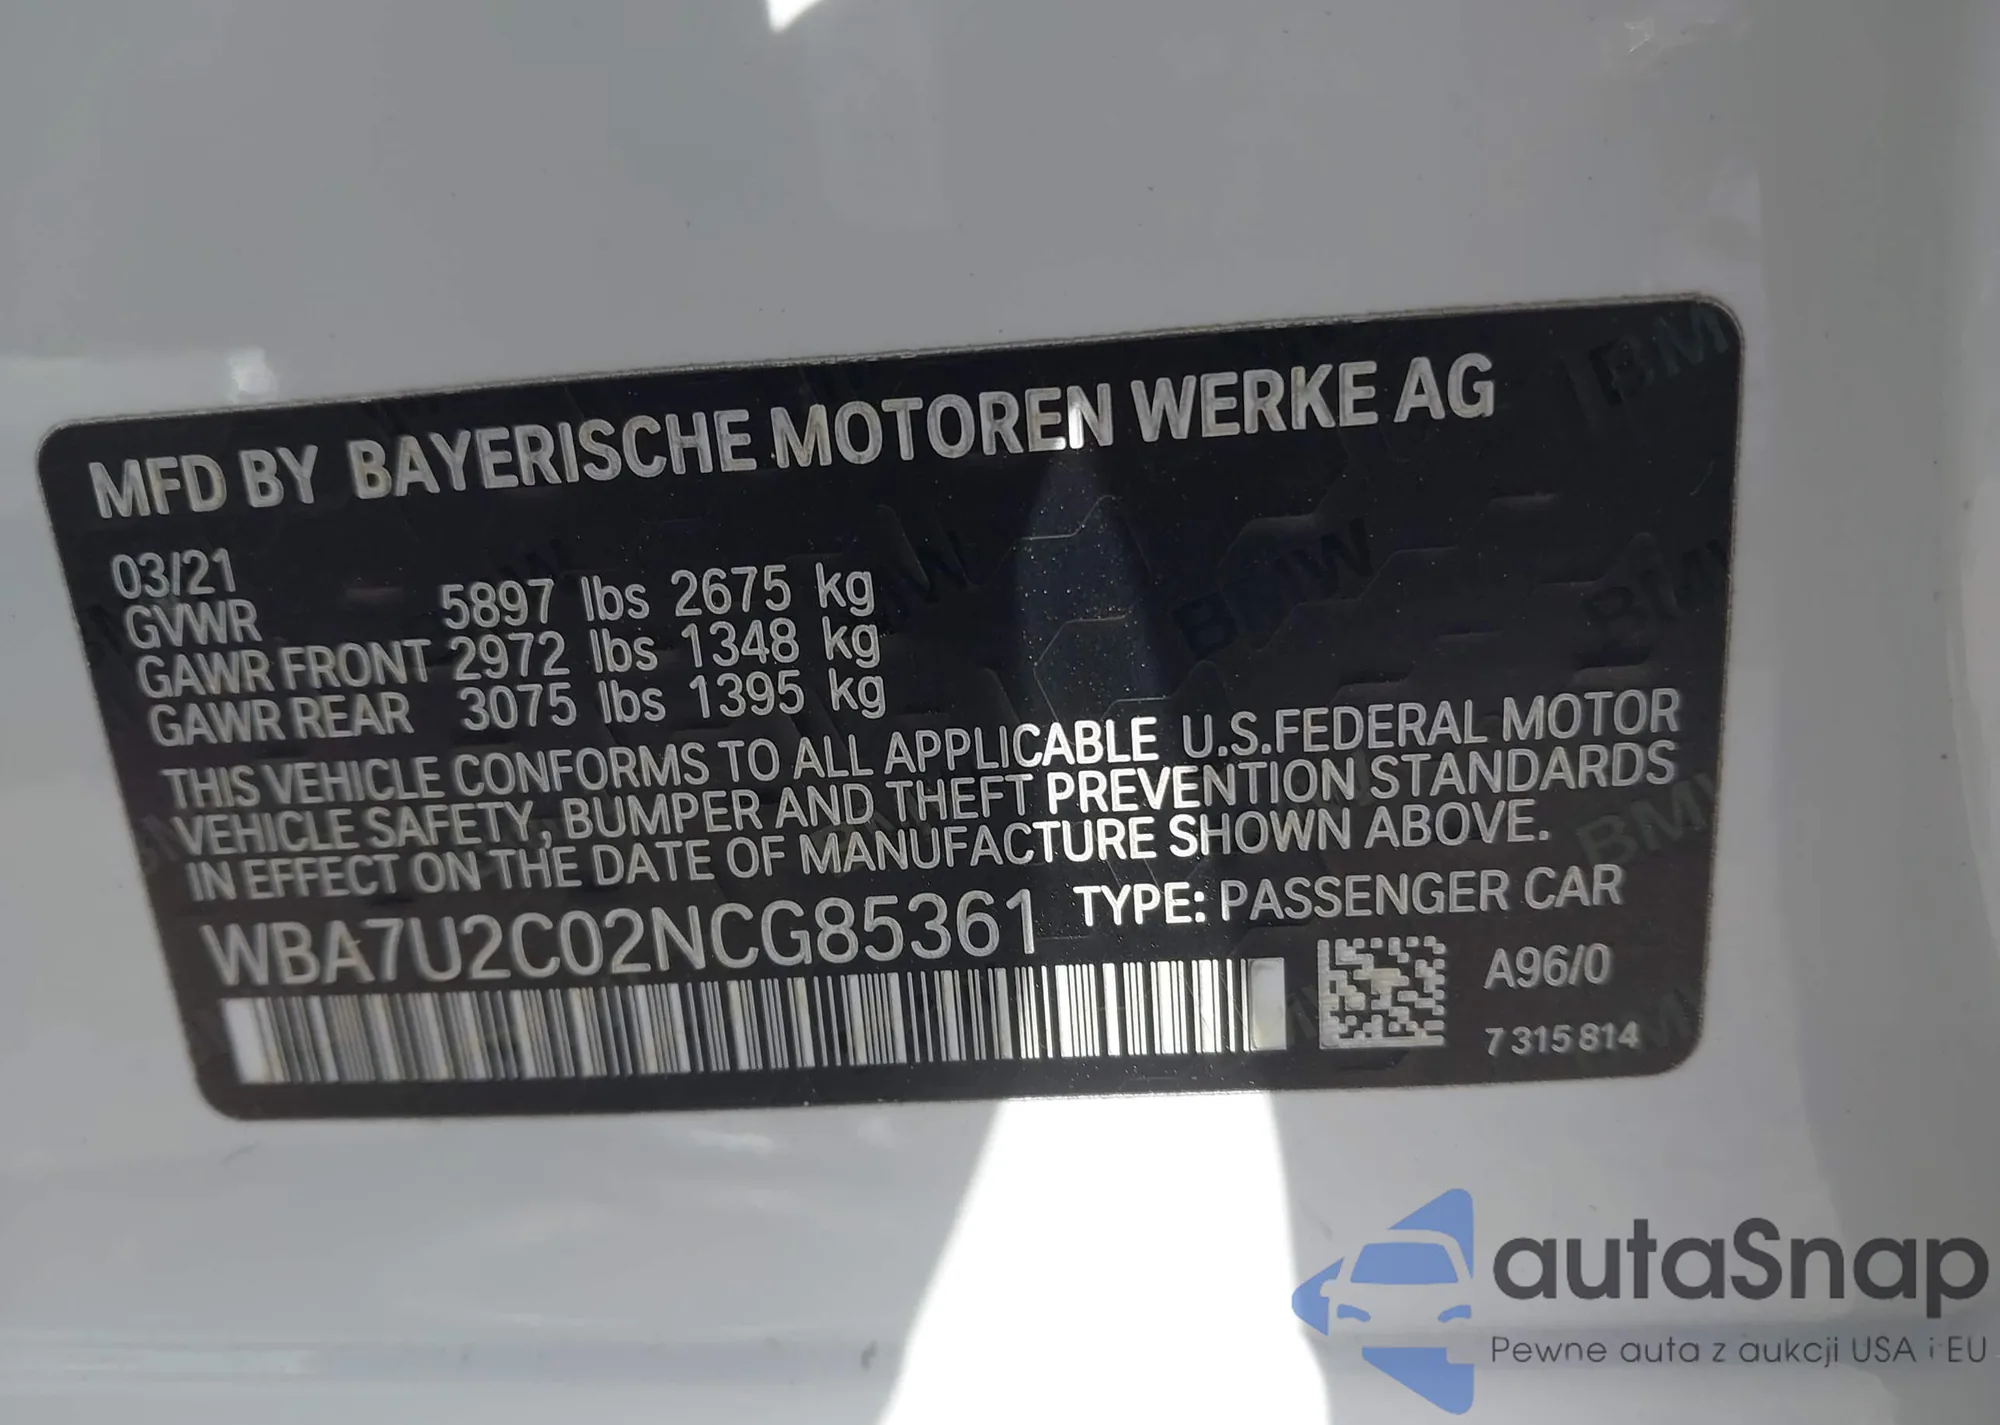 MFD BY BAYERISCHE MOTOREN WERKE AG
03/21
GVWR 5897 lbs 2675 kg
GAWR FRONT 2972 lbs 1348 kg
GAWR REAR 3075 lbs 1395 kg
THIS VEHICLE CONFORMS TO ALL APPLICABLE U.S.FEDERAL MOTOR
VEHICLE SAFETY, BUMPER AND THEFT PREVENTION STANDARDS
IN EFFECT ON THE DATE OF MANUFACTURE SHOWN ABOVE.
WBA7U2C02NCG85361 TYPE: PASSENGER CAR
A96/0
7 315 814
autaSnap
Pewne auta z aukcji USA i EU